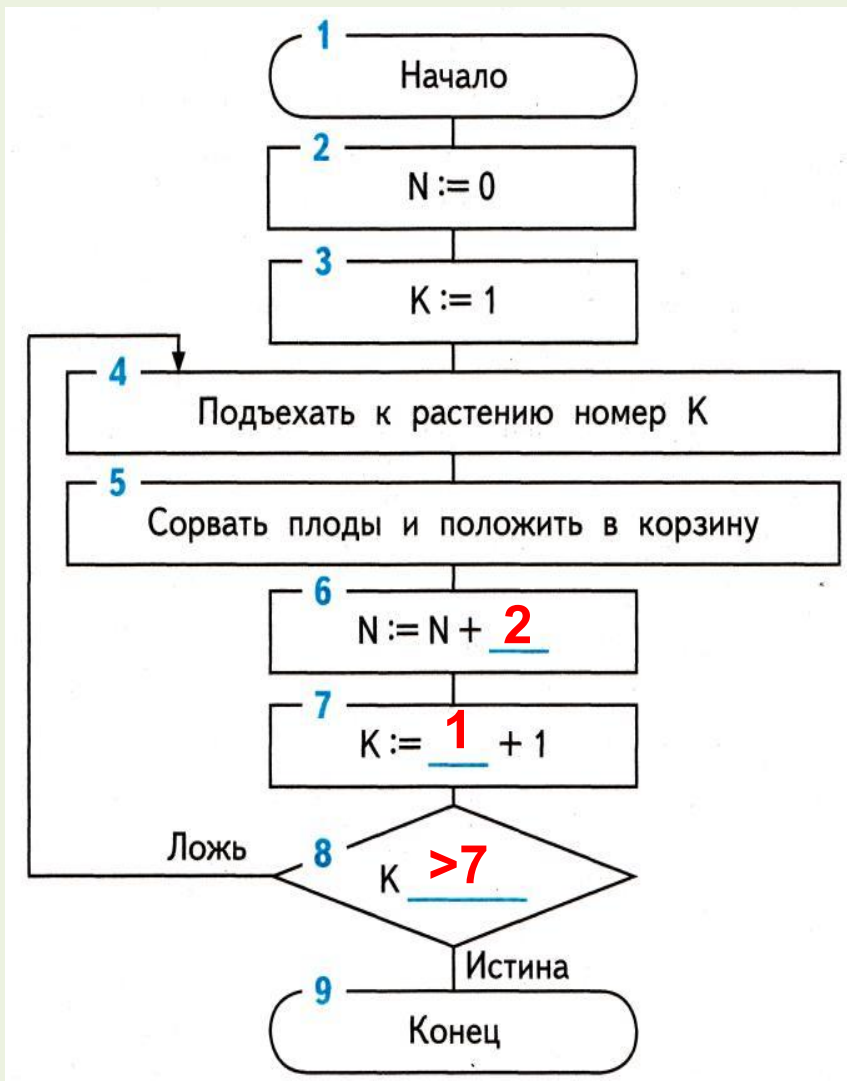 1
Начало
2
N := 0
3
K := 1
4
Подъехать к растению номер K
5
Сорвать плоды и положить в корзину
6
N := N + 2
7
K := 1 + 1
Ложь
8
K >7
Истина
9
Конец